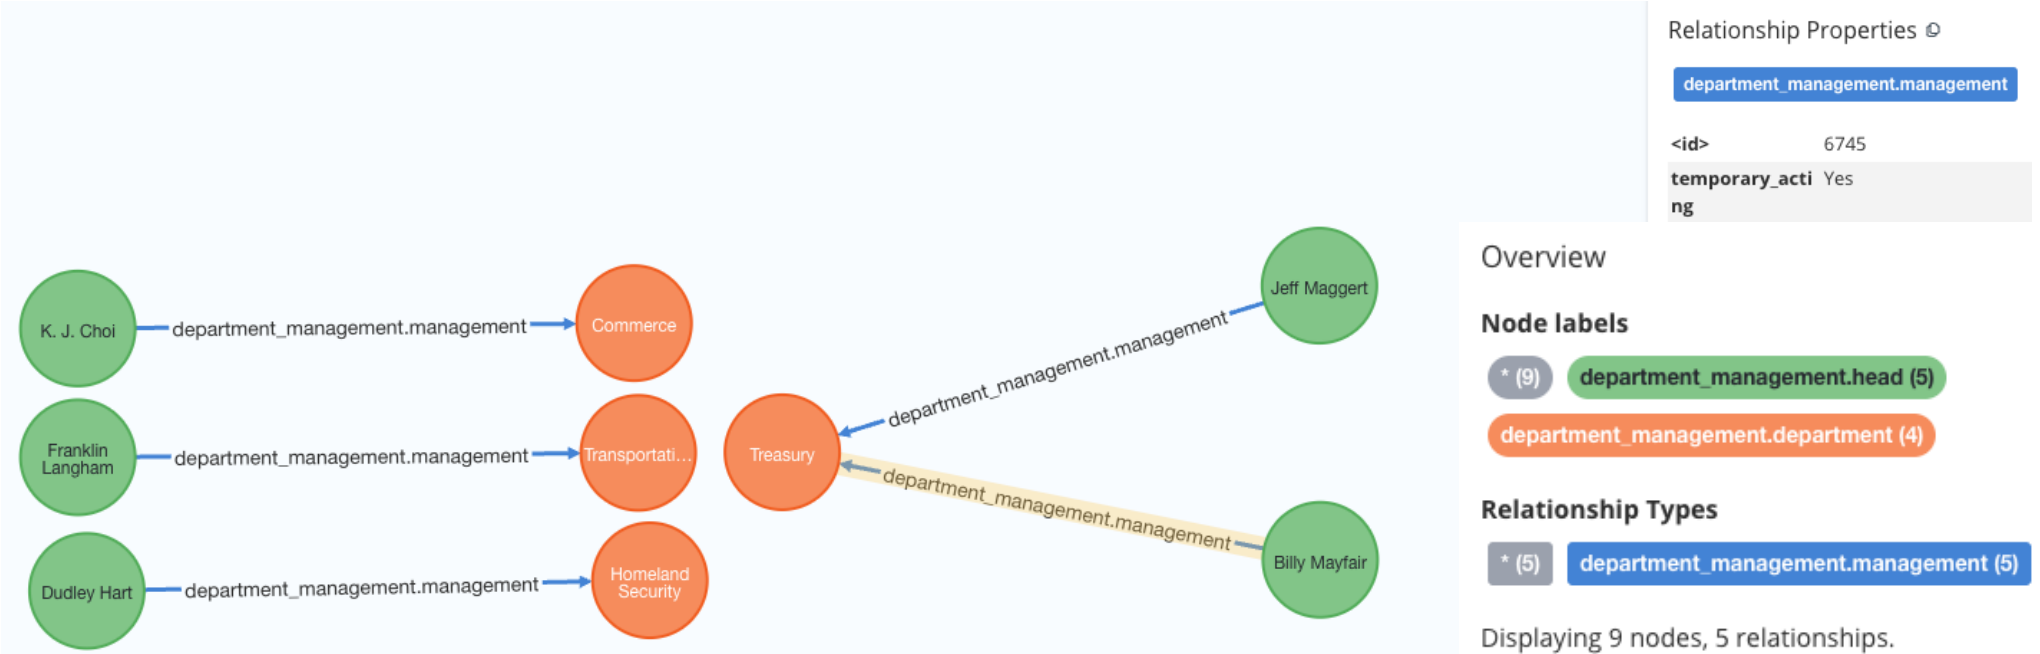 Relationship Properties
department_management.management
<id> 6745
temporary_acti Yes
ng
K. J. Choi
department_management.management
Commerce
Franklin
Langham
department_management.management
Transportati...
Dudley Hart
department_management.management
Homeland
Security
Treasury
Jeff Maggert
department_management.management
Billy Mayfair
department_management.management
Overview
Node labels
* (9) department_management.head (5)
department_management.department (4)
Relationship Types
* (5) department_management.management (5)
Displaying 9 nodes, 5 relationships.